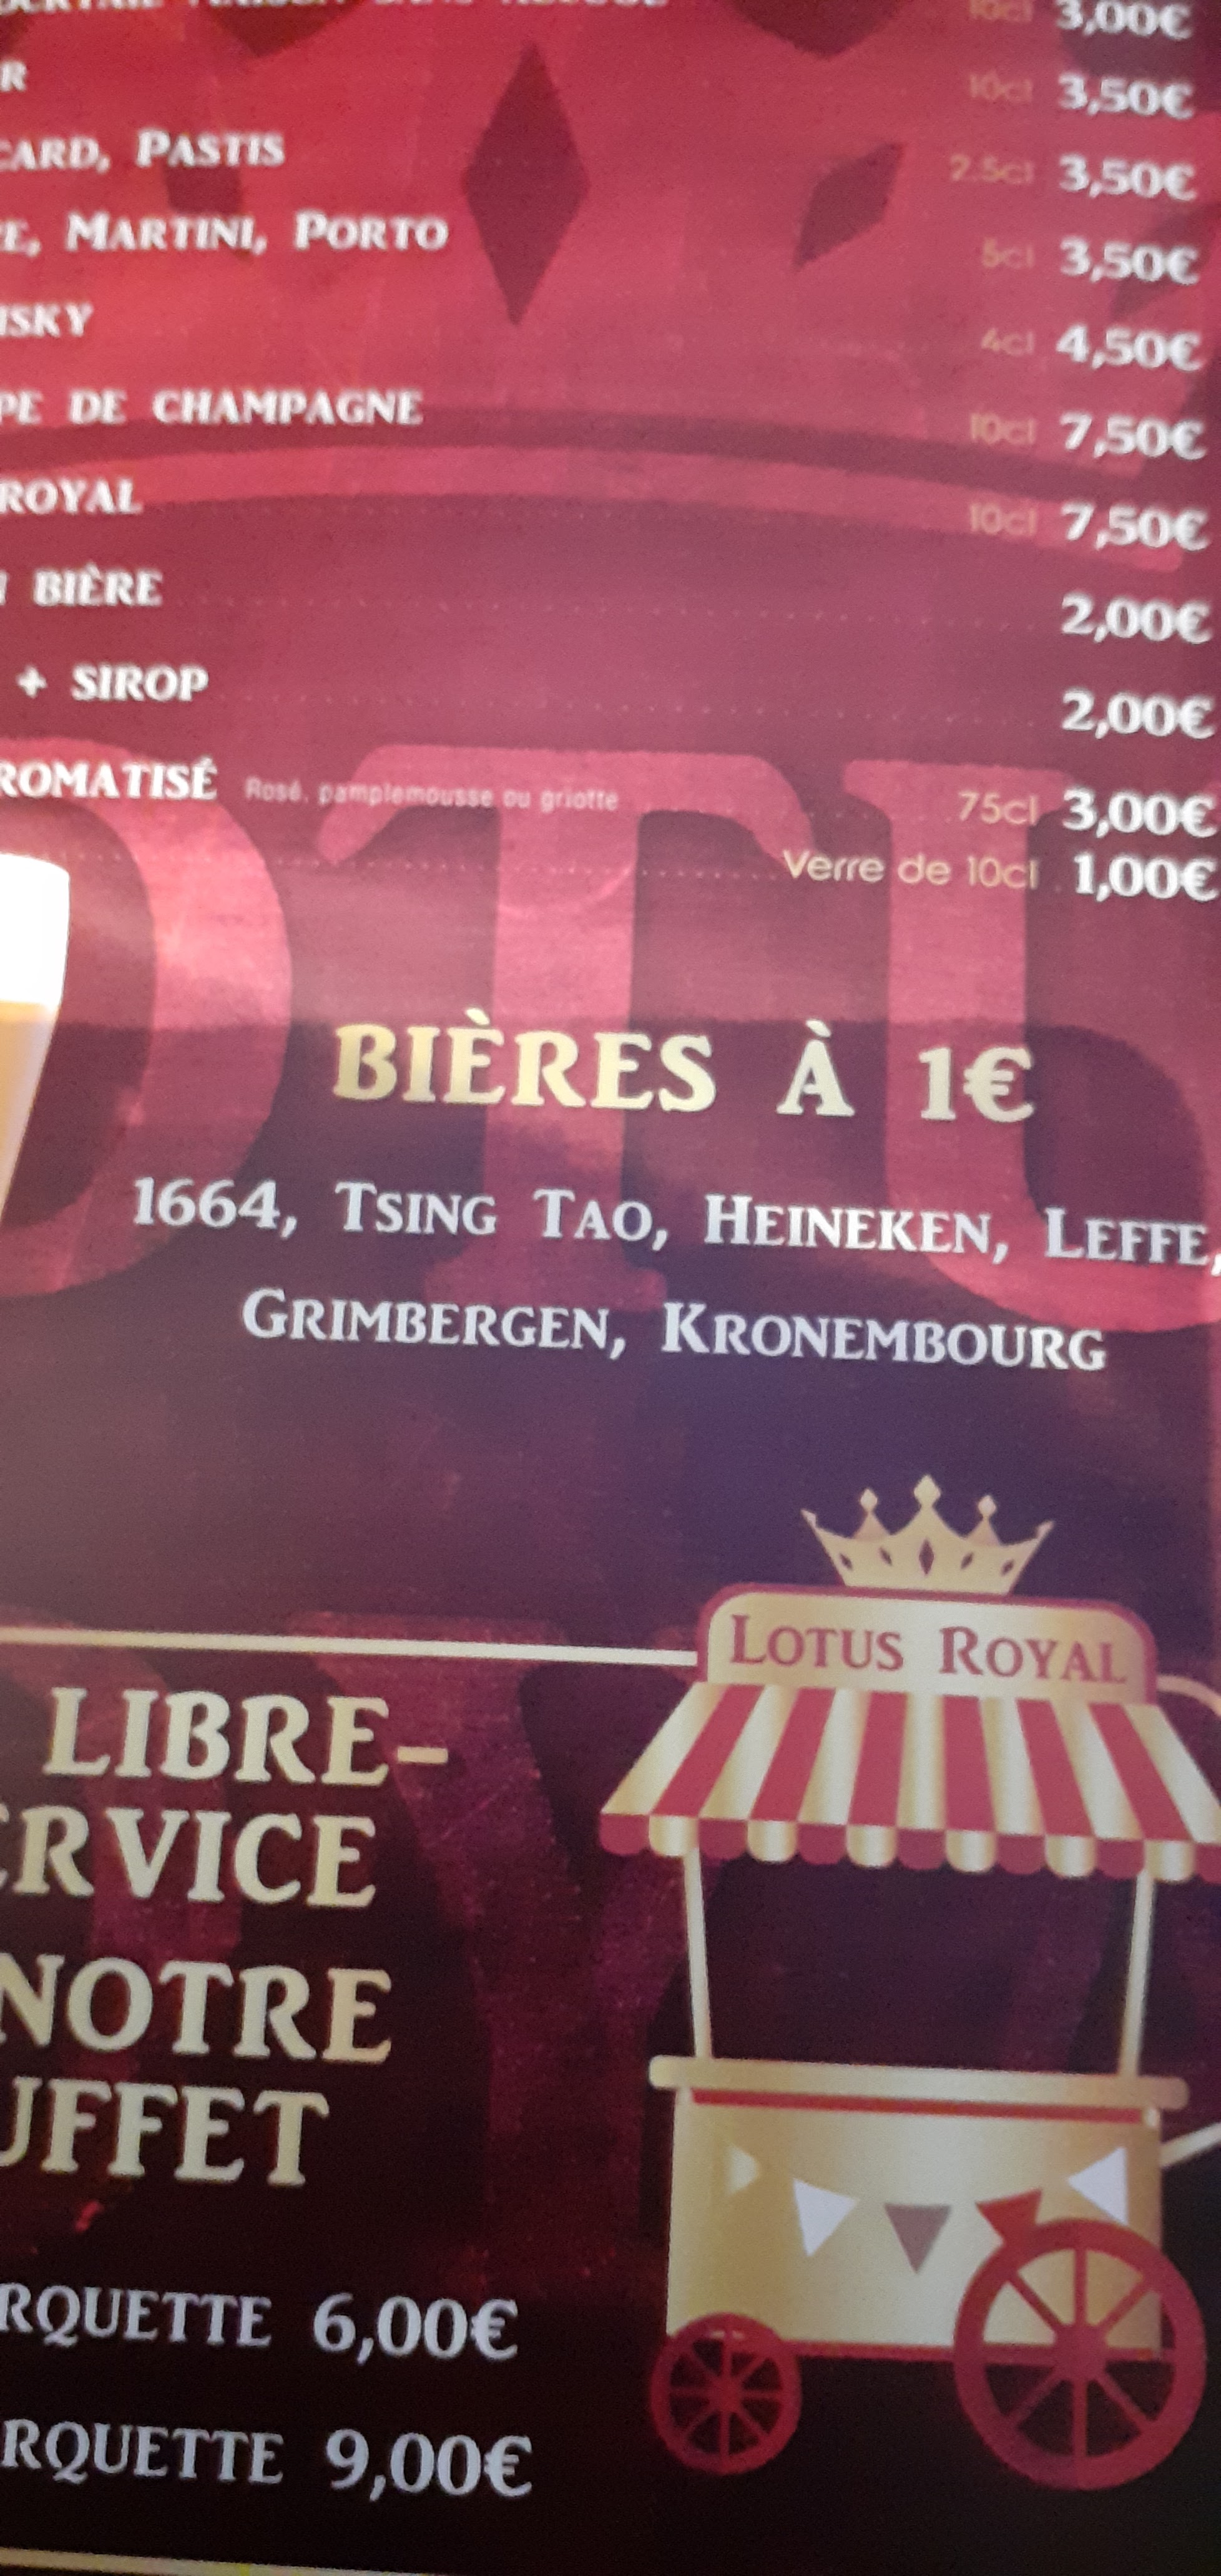 10cl 3,00€
R 10cl 3,50€
CARD, PASTIS 2.5cl 3,50€
E, MARTINI, PORTO 5cl 3,50€
ISKY 4cl 4,50€
PE DE CHAMPAGNE 10cl 7,50€
ROYAL 10cl 7,50€
BIÈRE 2,00€
+ SIROP 2,00€
ROMATISÉ Rosé, pamplemousse ou griotte 75cl 3,00€
Verre de 10cl 1,00€
BIÈRES À 1€
1664, TSING TAO, HEINEKEN, LEFFE,
GRIMBERGEN, KRONEMBOURG
LOTUS ROYAL
LIBRE-
ERVICE
NOTRE
UFFET
RQUETTE 6,00€
RQUETTE 9,00€